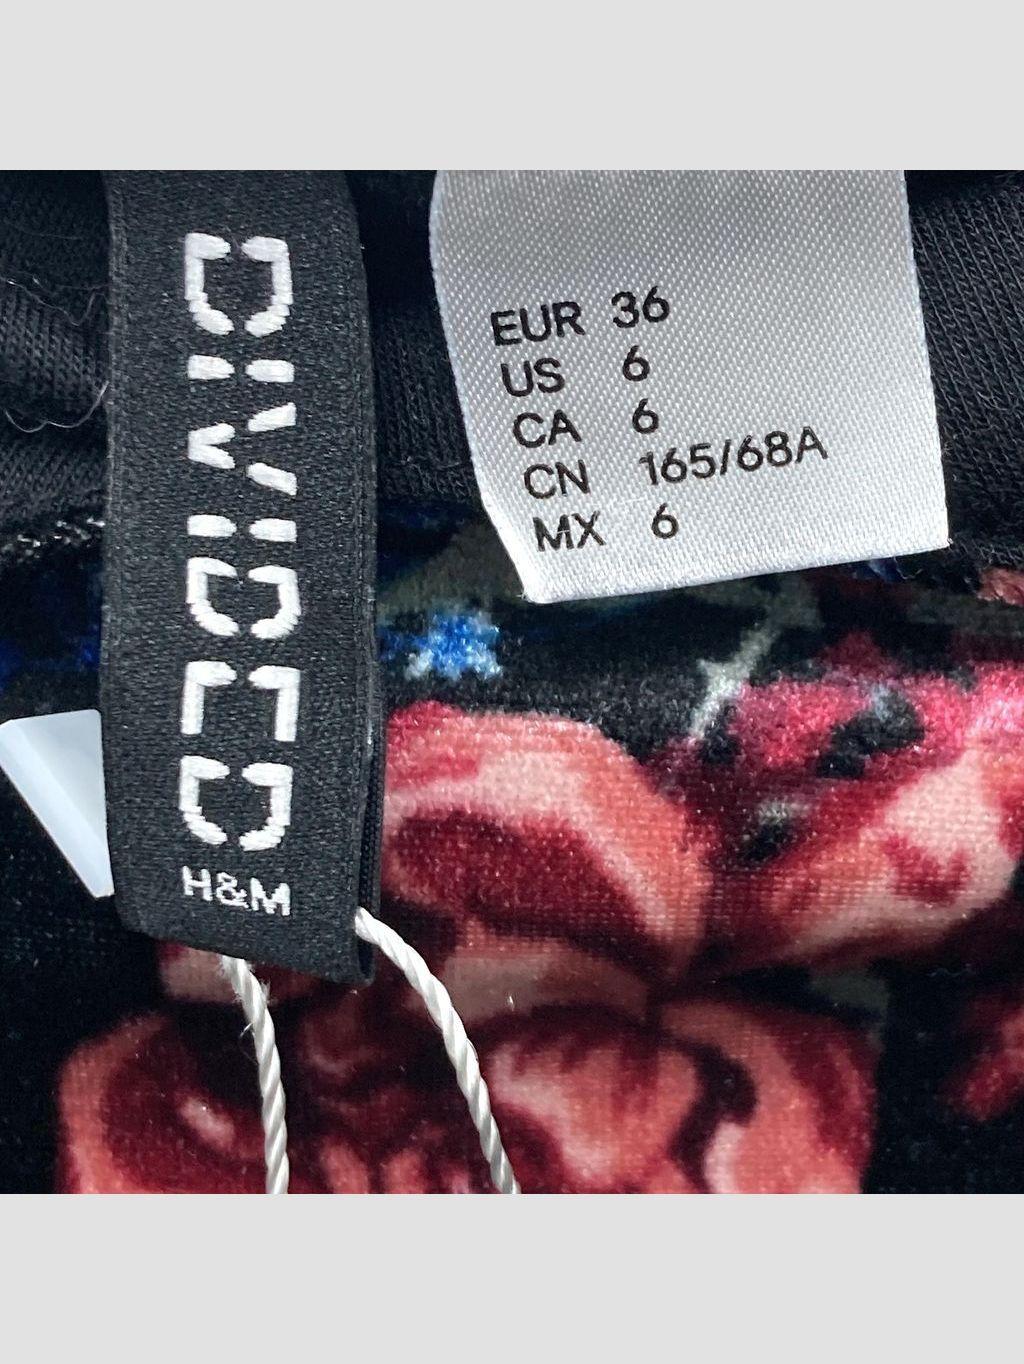 DIVIDED
H&M
EUR 36
US 6
CA 6
CN 165/68A
MX 6